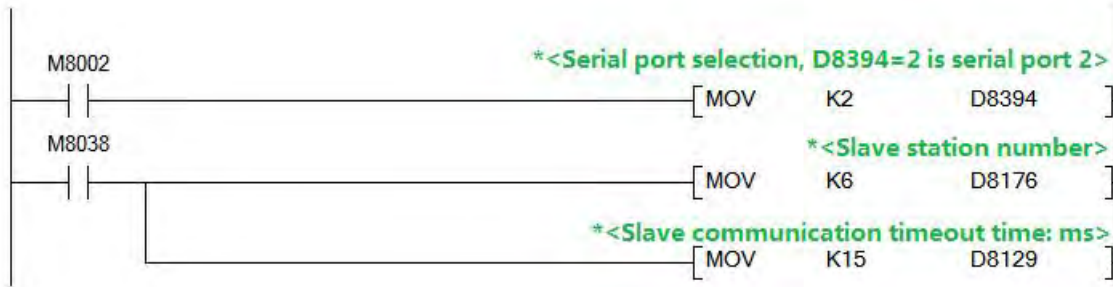 *<Serial port selection, D8394=2 is serial port 2>
M8002
MOV K2 D8394
*<Slave station number>
M8038
MOV K6 D8176
*<Slave communication timeout time: ms>
MOV K15 D8129